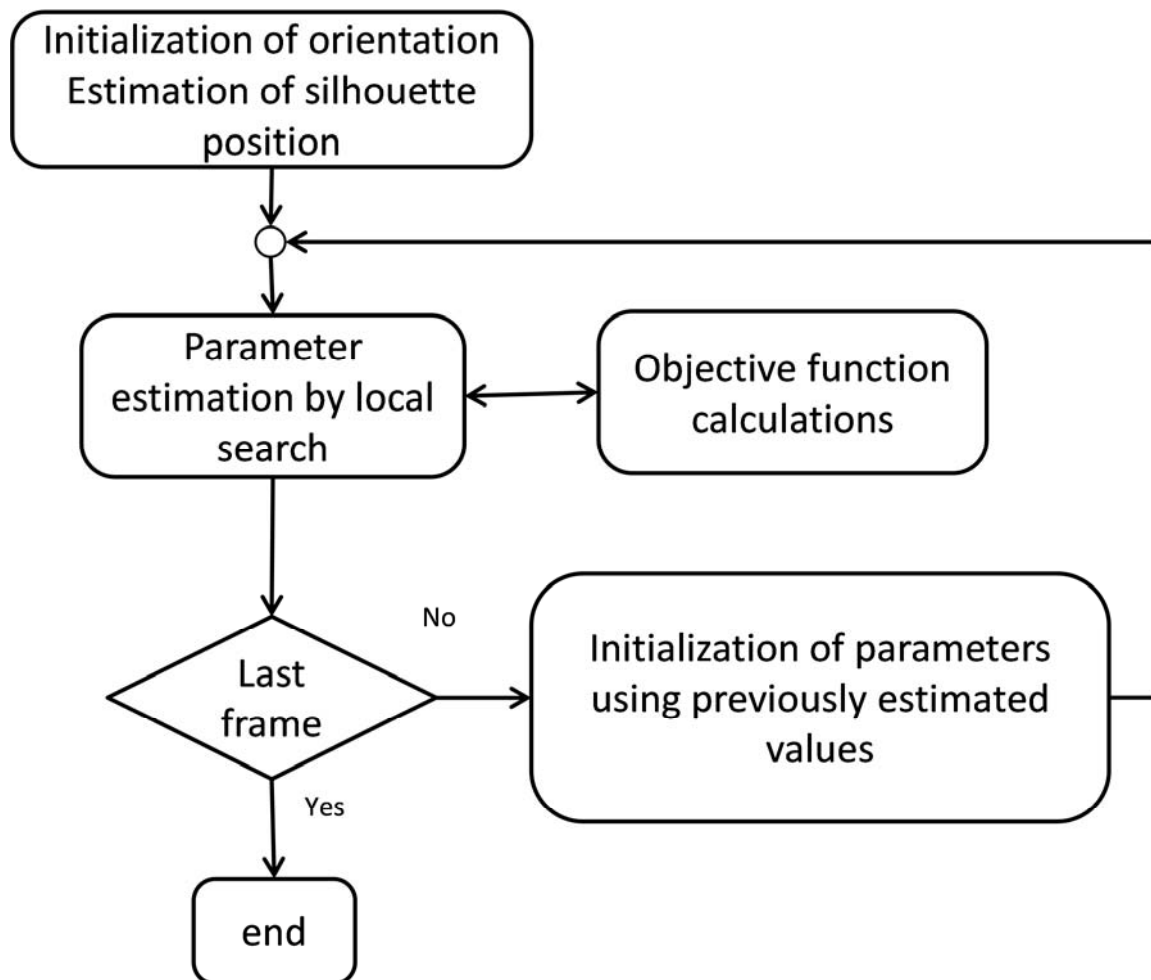 Initialization of orientation
Estimation of silhouette
position
Parameter
estimation by local
search
Objective function
calculations
Last
frame
No
Initialization of parameters
using previously estimated
values
Yes
end